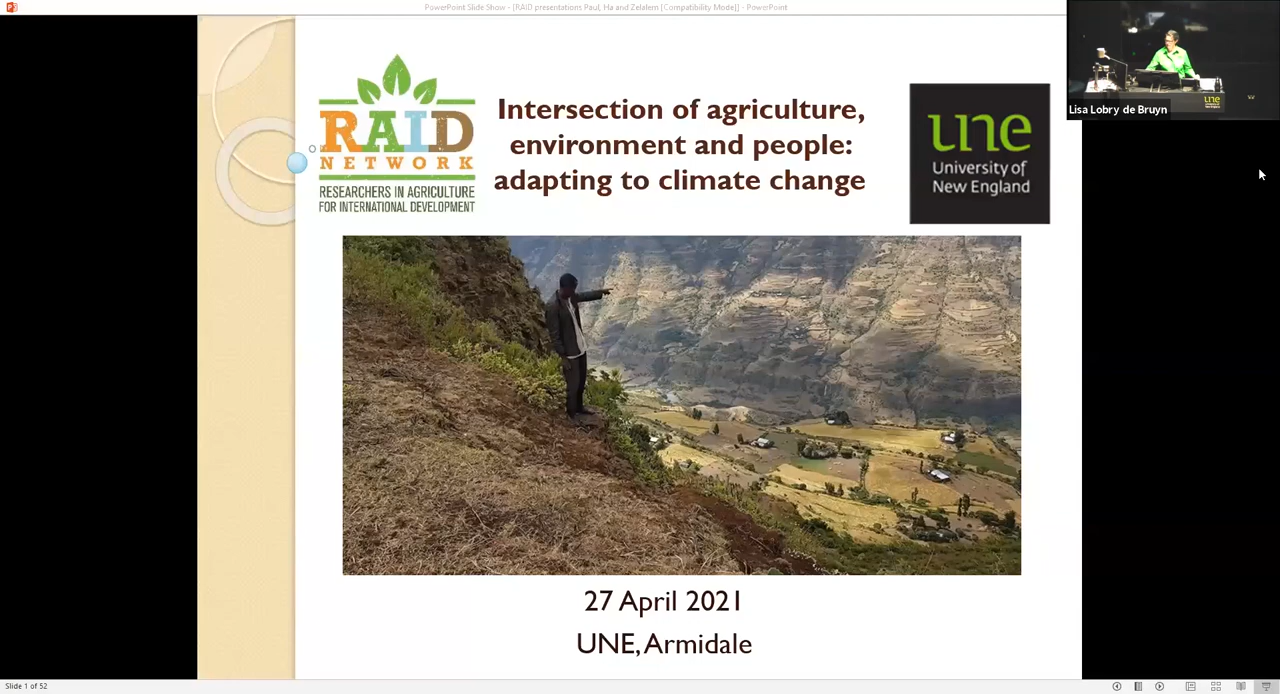 PowerPoint Slide Show - [RAID presentations Paul, Ha and Zelalem [Compatibility Mode]] - PowerPoint
RAID
NETWORK
RESEARCHERS IN AGRICULTURE
FOR INTERNATIONAL DEVELOPMENT
Intersection of agriculture,
environment and people:
adapting to climate change
une
University of
New England
une
Lisa Lobry de Bruyn
27 April 2021
UNE, Armidale
Slide 1 of 52